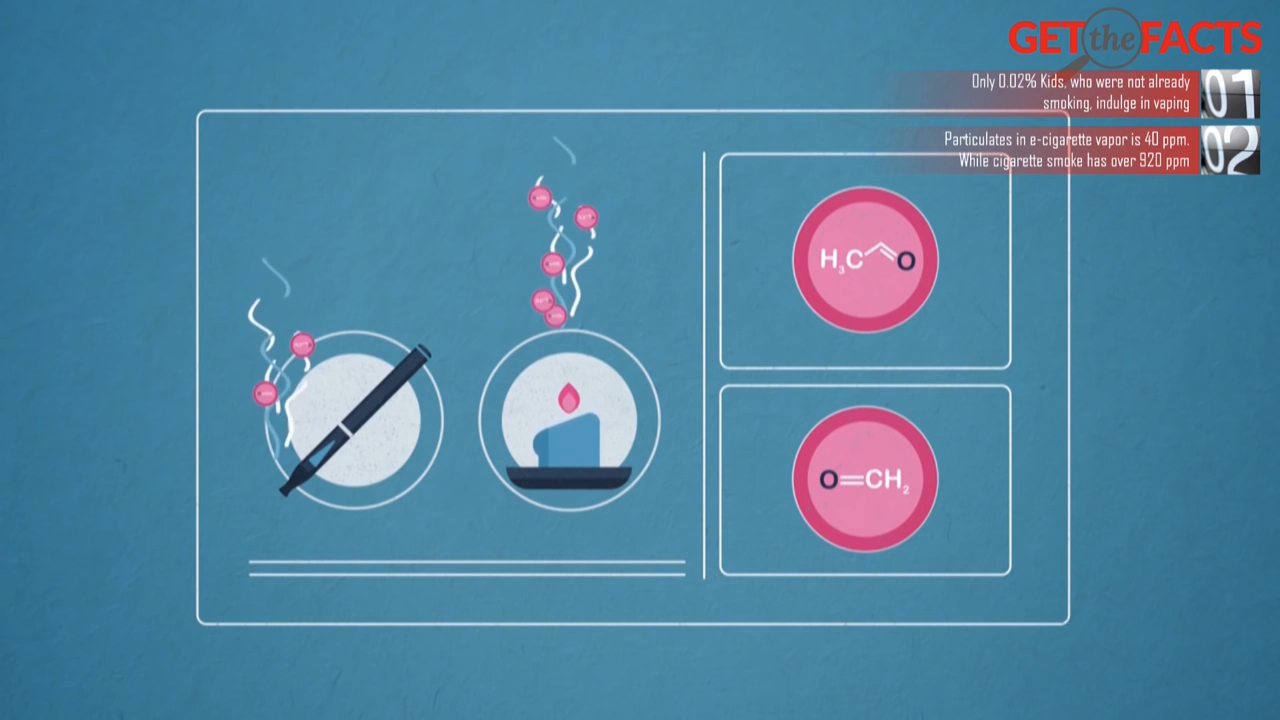 GET the FACTS
Only 0.02% Kids, who were not already
smoking, indulge in vaping
01
Particulates in e-cigarette vapor is 40 ppm.
While cigarette smoke has over 920 ppm
02
H₃C O
O=CH₂